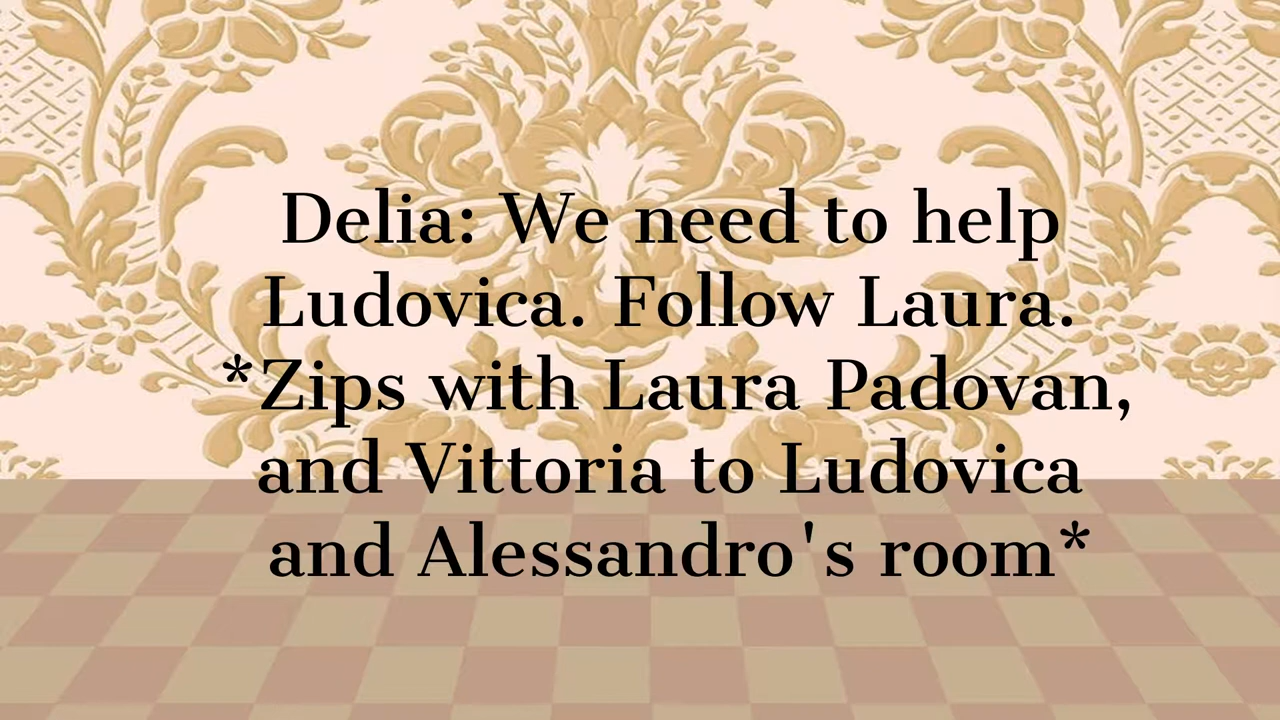 Delia: We need to help
Ludovica. Follow Laura.
*Zips with Laura Padovan,
and Vittoria to Ludovica
and Alessandro's room*